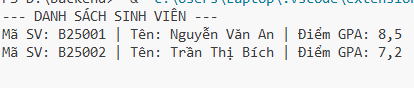 --- DANH SÁCH SINH VIÊN ---
Mã SV: B25001 | Tên: Nguyễn Văn An | Điểm GPA: 8,5
Mã SV: B25002 | Tên: Trần Thị Bích | Điểm GPA: 7,2